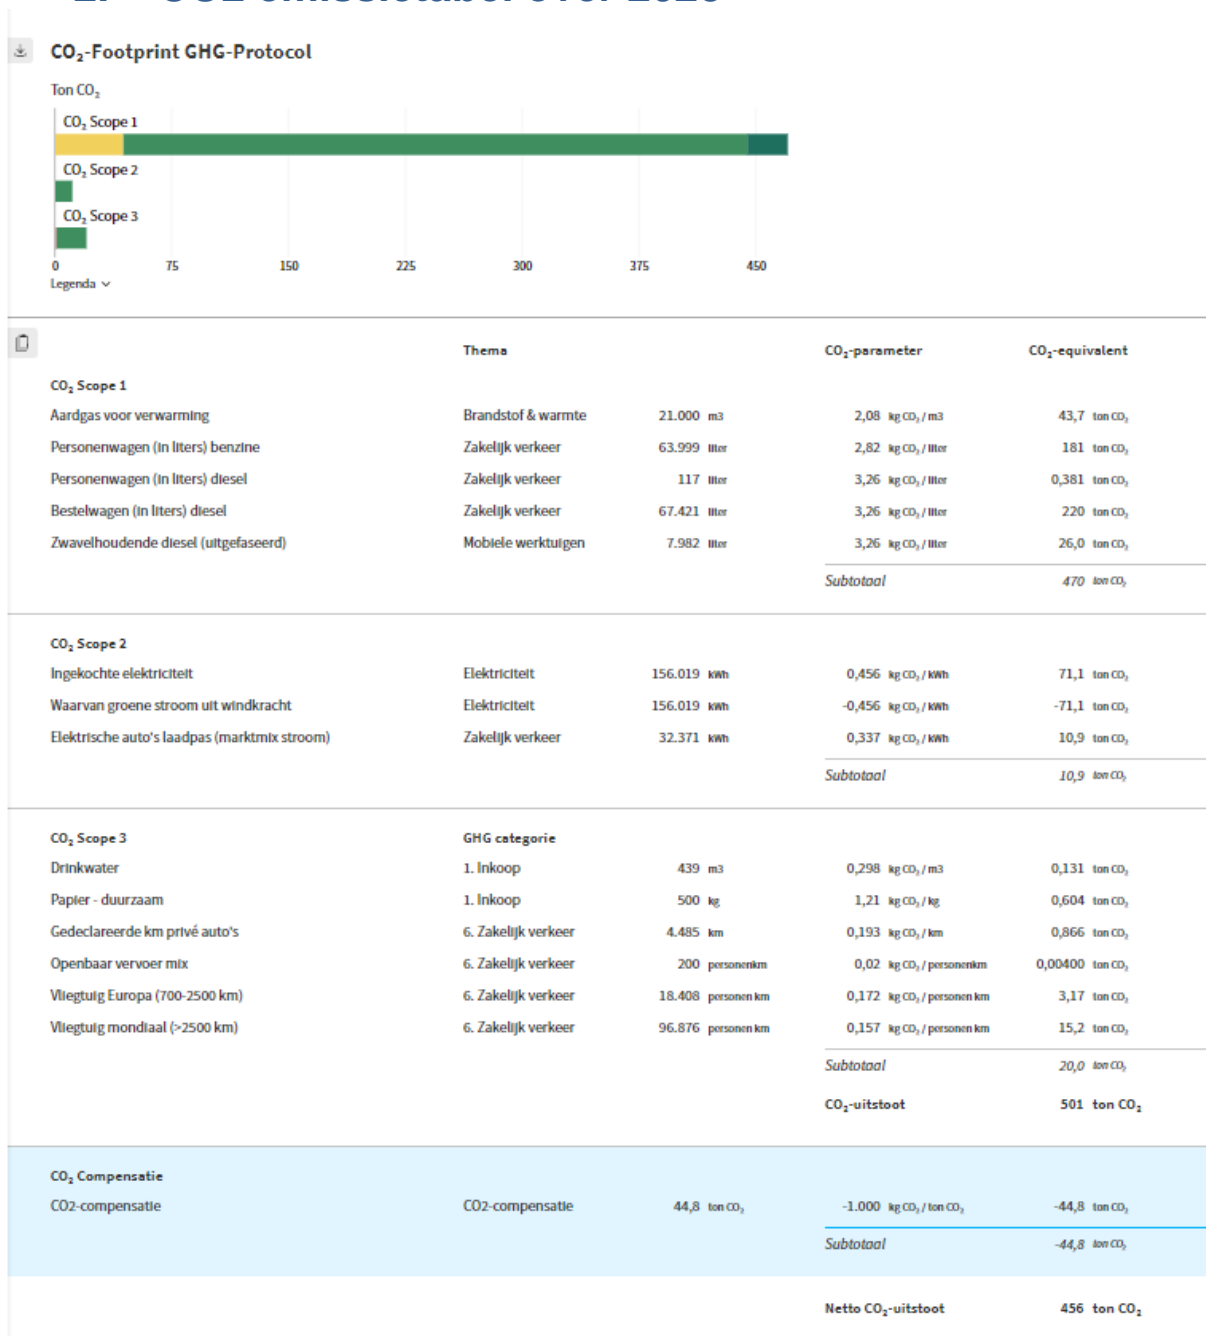 CO₂-Footprint GHG-Protocol
Ton CO₂
CO₂ Scope 1
CO₂ Scope 2
CO₂ Scope 3
0 75 150 225 300 375 450
Legenda
Thema CO₂-parameter CO₂-equivalent
CO₂ Scope 1
Aardgas voor verwarming Brandstof & warmte 21.000 m3 2,08 kg CO₂ / m3 43,7 ton CO₂
Personenwagen (in liters) benzine Zakelijk verkeer 63.999 liter 2,82 kg CO₂ / liter 181 ton CO₂
Personenwagen (in liters) diesel Zakelijk verkeer 117 liter 3,26 kg CO₂ / liter 0,381 ton CO₂
Bestelwagen (in liters) diesel Zakelijk verkeer 67.421 liter 3,26 kg CO₂ / liter 220 ton CO₂
Zwavelhoudende diesel (uitgefaseerd) Mobiele werktuigen 7.982 liter 3,26 kg CO₂ / liter 26,0 ton CO₂
Subtotaal 470 ton CO₂
CO₂ Scope 2
Ingekochte elektriciteit Elektriciteit 156.019 kWh 0,456 kg CO₂ / kWh 71,1 ton CO₂
Waarvan groene stroom uit windkracht Elektriciteit 156.019 kWh -0,456 kg CO₂ / kWh -71,1 ton CO₂
Elektrische auto's laadpas (marktmix stroom) Zakelijk verkeer 32.371 kWh 0,337 kg CO₂ / kWh 10,9 ton CO₂
Subtotaal 10,9 ton CO₂
CO₂ Scope 3 GHG categorie
Drinkwater 1. Inkoop 439 m3 0,298 kg CO₂ / m3 0,131 ton CO₂
Papier - duurzaam 1. Inkoop 500 kg 1,21 kg CO₂ / kg 0,604 ton CO₂
Gedeclareerde km privé auto's 6. Zakelijk verkeer 4.485 km 0,193 kg CO₂ / km 0,866 ton CO₂
Openbaar vervoer mix 6. Zakelijk verkeer 200 personenkm 0,02 kg CO₂ / personenkm 0,00400 ton CO₂
Vliegtuig Europa (700-2500 km) 6. Zakelijk verkeer 18.408 personen km 0,172 kg CO₂ / personen km 3,17 ton CO₂
Vliegtuig mondiaal (>2500 km) 6. Zakelijk verkeer 96.876 personen km 0,157 kg CO₂ / personen km 15,2 ton CO₂
Subtotaal 20,0 ton CO₂
CO₂-uitstoot 501 ton CO₂
CO₂ Compensatie
CO2-compensatie CO2-compensatie 44,8 ton CO₂ -1.000 kg CO₂ / ton CO₂ -44,8 ton CO₂
Subtotaal -44,8 ton CO₂
Netto CO₂-uitstoot 456 ton CO₂